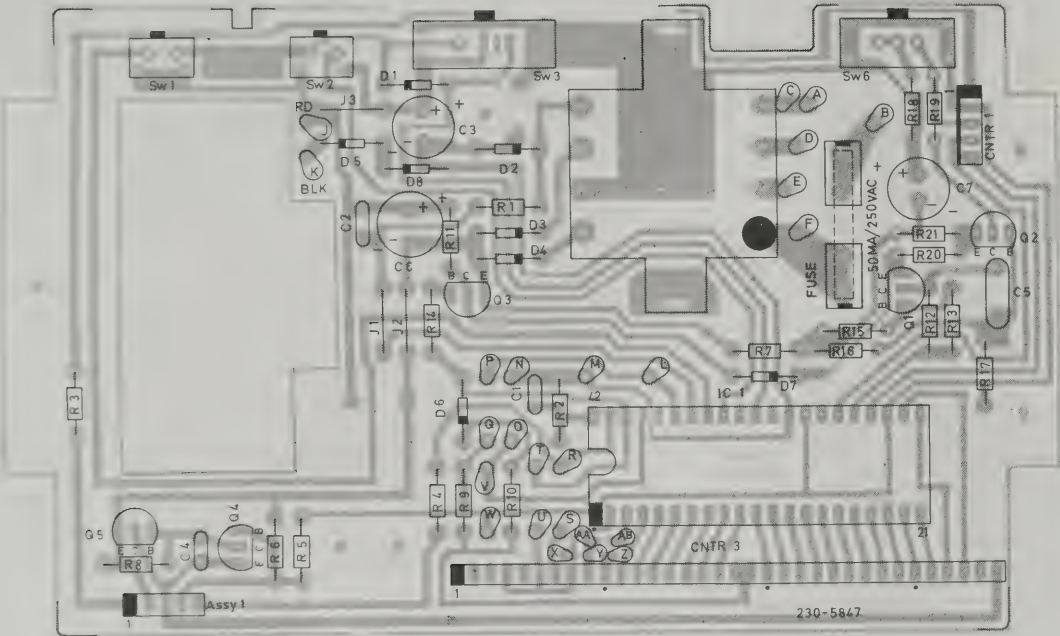 Sw1
Sw2
Sw3
Sw6
D1
RD
J3
+
+
C3
D5
K
BLK
D8
D2
C
A
B
D
E
F
R18
R19
1
CNTR 1
+
C7
-
50MA/250VAC +
FUSE
C2
+
+
-
C6
R11
R1
D3
D4
B C E
Q3
R21
R20
E C B
Q2
B C E
Q1
C5
J1
J2
R14
R15
R16
R12
R13
R7
D7
R17
R3
P
N
M
L
C1
R2
IC 1
D6
Q
O
T
R
V
R4
R9
R10
W
U
S
AA
AB
X
Y
Z
CNTR 3
21
Q5
E C B
R8
C4
Q4
E C B
R6
R5
1
Assy 1
1
230-5847